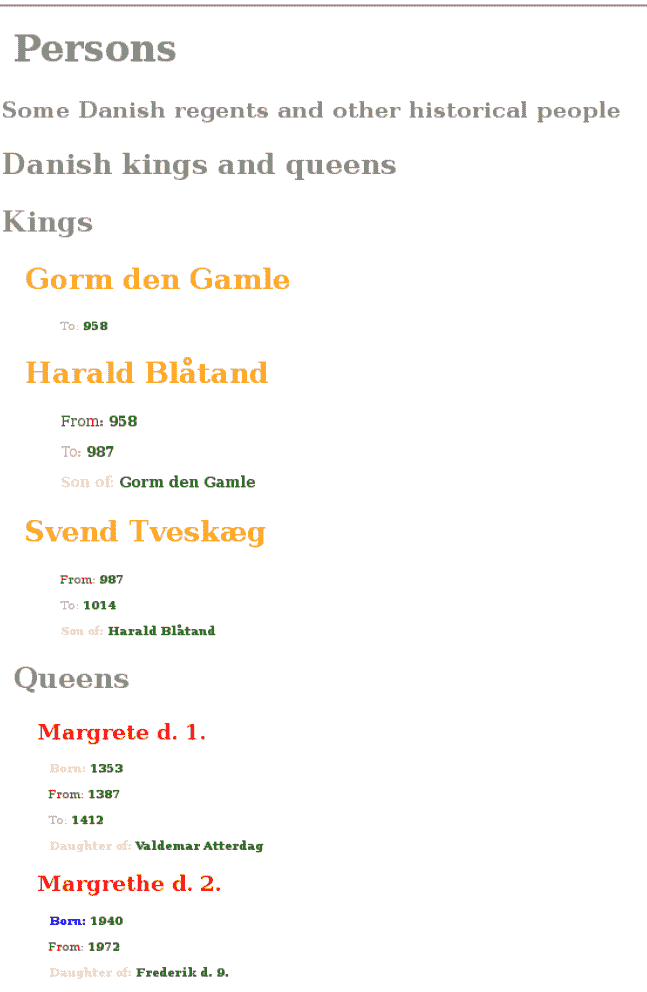 Persons
Some Danish regents and other historical people
Danish kings and queens
Kings
Gorm den Gamle
To: 958
Harald Blåtand
From: 958
To: 987
Son of: Gorm den Gamle
Svend Tveskæg
From: 987
To: 1014
Son of: Harald Blåtand
Queens
Margrete d. 1.
Born: 1353
From: 1387
To: 1412
Daughter of: Valdemar Atterdag
Margrethe d. 2.
Born: 1940
From: 1972
Daughter of: Frederik d. 9.